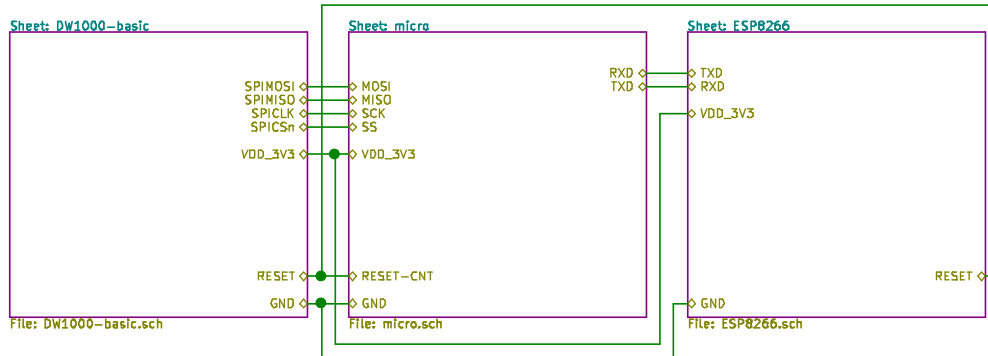 Sheet: DW1000-basic
SPIMOSI
SPIMISO
SPICLK
SPICSn
VDD_3V3
RESET
GND
File: DW1000-basic.sch
Sheet: micro
RXD
TXD
MOSI
MISO
SCK
SS
VDD_3V3
RESET-CNT
GND
File: micro.sch
Sheet: ESP8266
TXD
RXD
VDD_3V3
RESET
GND
File: ESP8266.sch